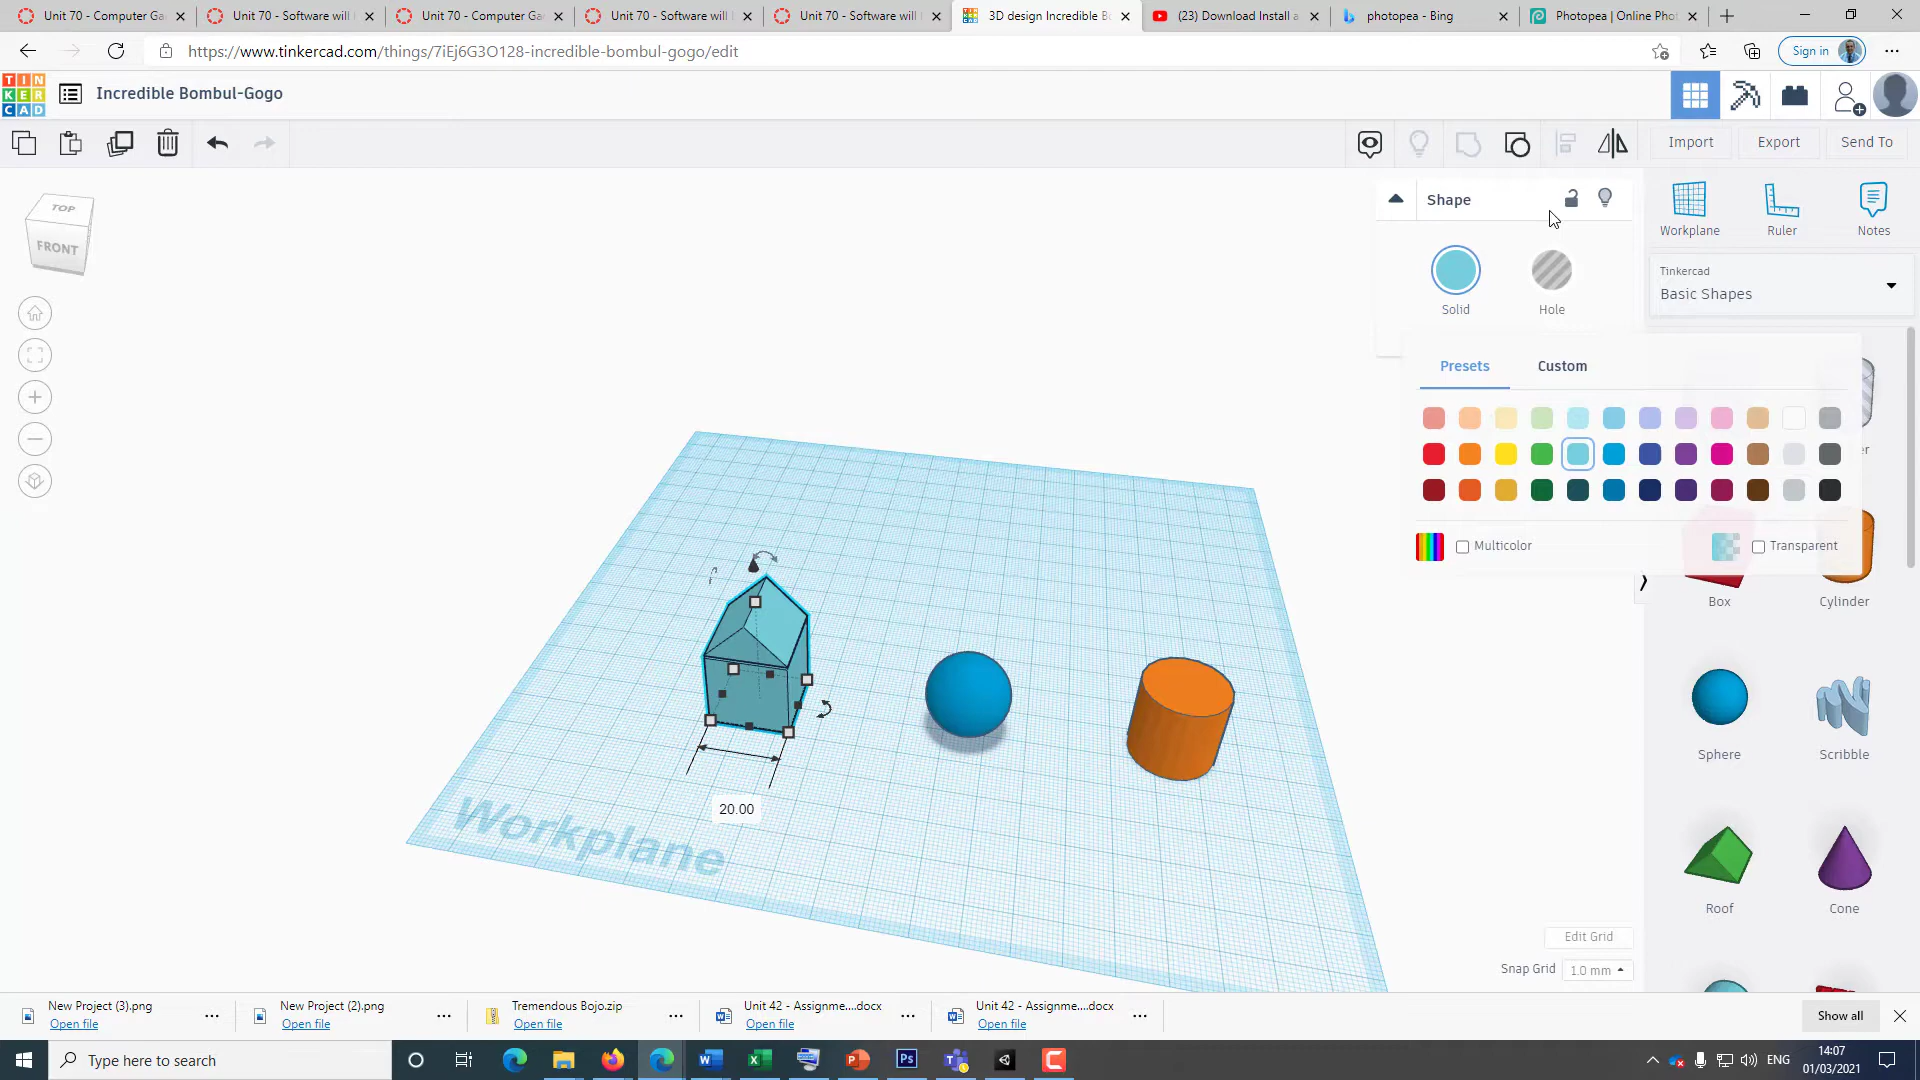 Unit 70 - Computer Ga
Unit 70 - Software will
Unit 70 - Computer Ga
Unit 70 - Software will
Unit 70 - Software will
3D design Incredible Bo
(23) Download Install a
photopea - Bing
Photopea | Online Phot
https://www.tinkercad.com/things/7iEj6G3O128-incredible-bombul-gogo/edit
Sign in
TIN
KER
CAD
Incredible Bombul-Gogo
Import
Export
Send To
TOP
FRONT
Shape
Solid
Hole
Workplane
Ruler
Notes
Tinkercad
Basic Shapes
Presets
Custom
Multicolor
Transparent
Box
Cylinder
Sphere
Scribble
Roof
Cone
20.00
Workplane
Edit Grid
Snap Grid
1.0 mm
New Project (3).png
Open file
New Project (2).png
Open file
Tremendous Bojo.zip
Open file
Unit 42 - Assignme....docx
Open file
Unit 42 - Assignme....docx
Open file
Show all
Type here to search
ENG
14:07
01/03/2021